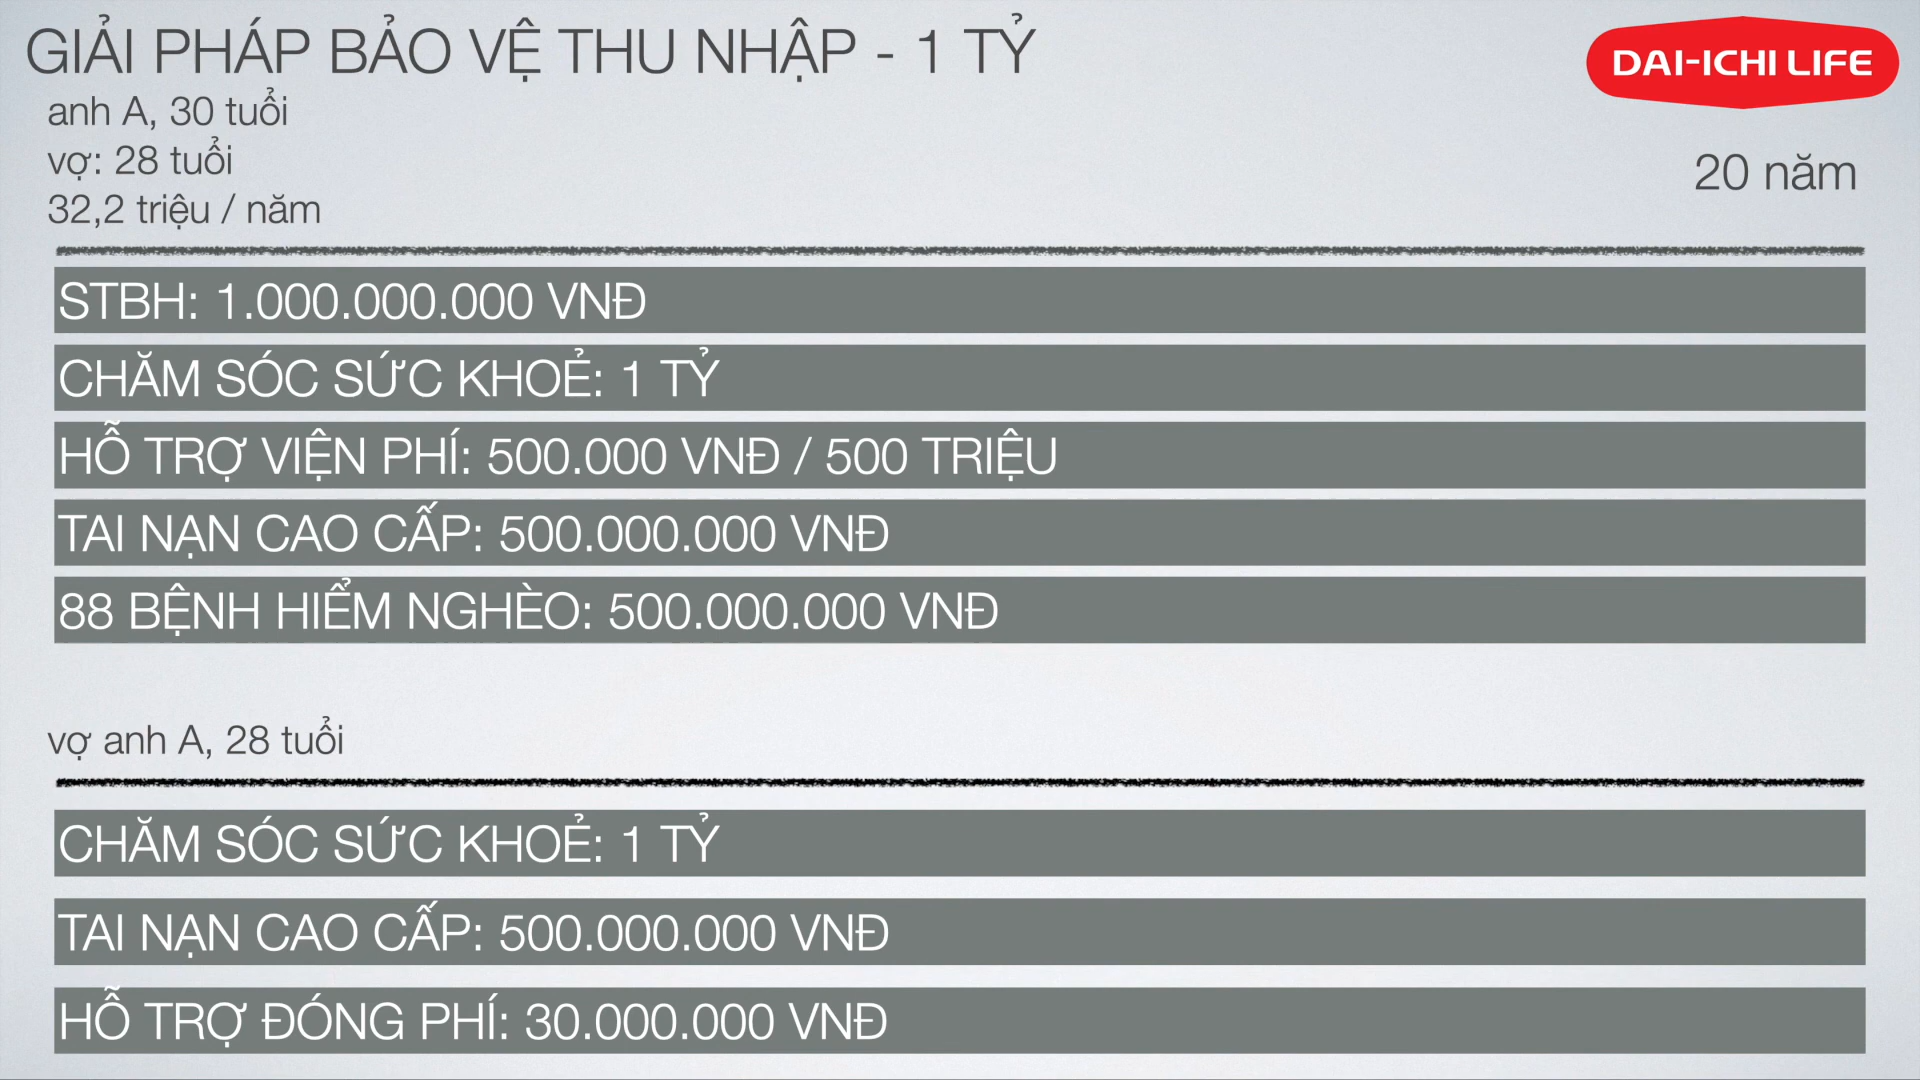 GIẢI PHÁP BẢO VỆ THU NHẬP - 1 TỶ
DAI-ICHI LIFE
anh A, 30 tuổi
vợ: 28 tuổi
32,2 triệu / năm
20 năm
STBH: 1.000.000.000 VNĐ
CHĂM SÓC SỨC KHOẺ: 1 TỶ
HỖ TRỢ VIỆN PHÍ: 500.000 VNĐ / 500 TRIỆU
TAI NẠN CAO CẤP: 500.000.000 VNĐ
88 BỆNH HIỂM NGHÈO: 500.000.000 VNĐ
vợ anh A, 28 tuổi
CHĂM SÓC SỨC KHOẺ: 1 TỶ
TAI NẠN CAO CẤP: 500.000.000 VNĐ
HỖ TRỢ ĐÓNG PHÍ: 30.000.000 VNĐ